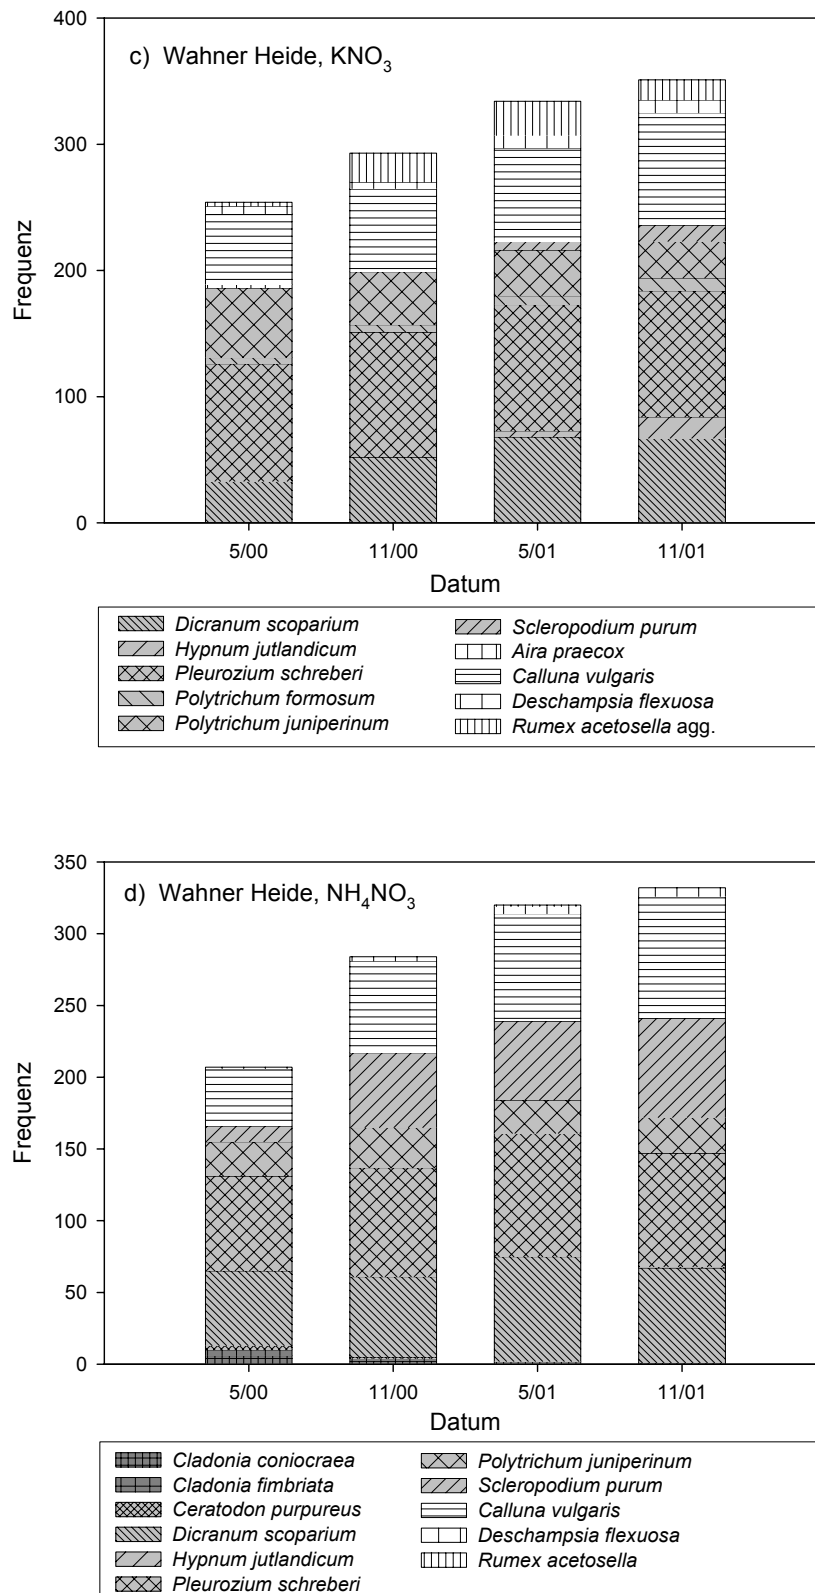 400
c) Wahner Heide, KNO3
300
200
100
0
Frequenz
5/00 11/00 5/01 11/01
Datum
Dicranum scoparium
Hypnum jutlandicum
Pleurozium schreberi
Polytrichum formosum
Polytrichum juniperinum
Scleropodium purum
Aira praecox
Calluna vulgaris
Deschampsia flexuosa
Rumex acetosella agg.
350
d) Wahner Heide, NH4NO3
300
250
200
150
100
50
0
Frequenz
5/00 11/00 5/01 11/01
Datum
Cladonia coniocraea
Cladonia fimbriata
Ceratodon purpureus
Dicranum scoparium
Hypnum jutlandicum
Pleurozium schreberi
Polytrichum juniperinum
Scleropodium purum
Calluna vulgaris
Deschampsia flexuosa
Rumex acetosella